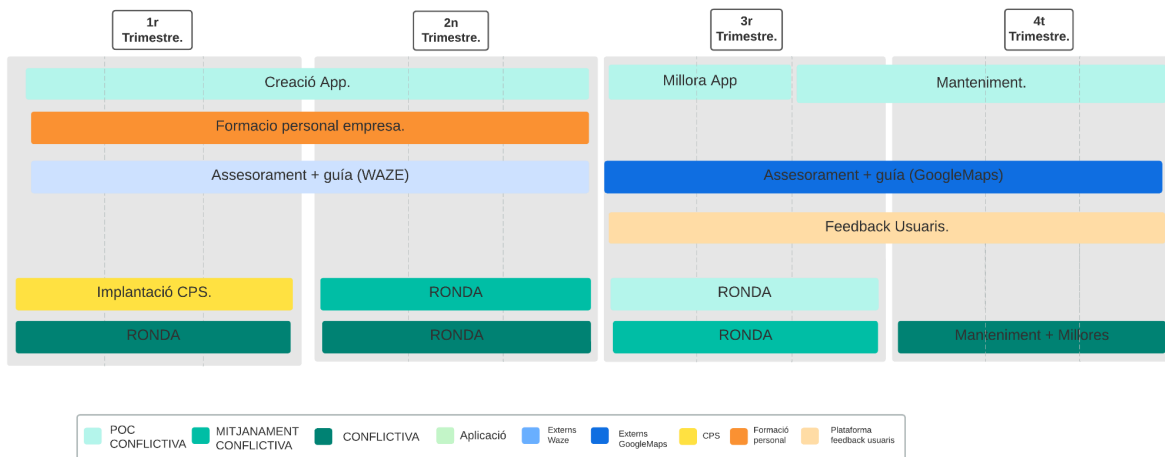 1r
Trimestre.
2n
Trimestre.
3r
Trimestre.
4t
Trimestre.
Creació App.
Millora App
Manteniment.
Formacio personal empresa.
Assesorament + guía (WAZE)
Assesorament + guía (GoogleMaps)
Feedback Usuaris.
Implantació CPS.
RONDA
RONDA
RONDA
RONDA
RONDA
Manteniment + Millores
POC
CONFLICTIVA
MITJANAMENT
CONFLICTIVA
CONFLICTIVA
Aplicació
Externs
Waze
Externs
GoogleMaps
CPS
Formació
personal
Plataforma
feedback usuaris